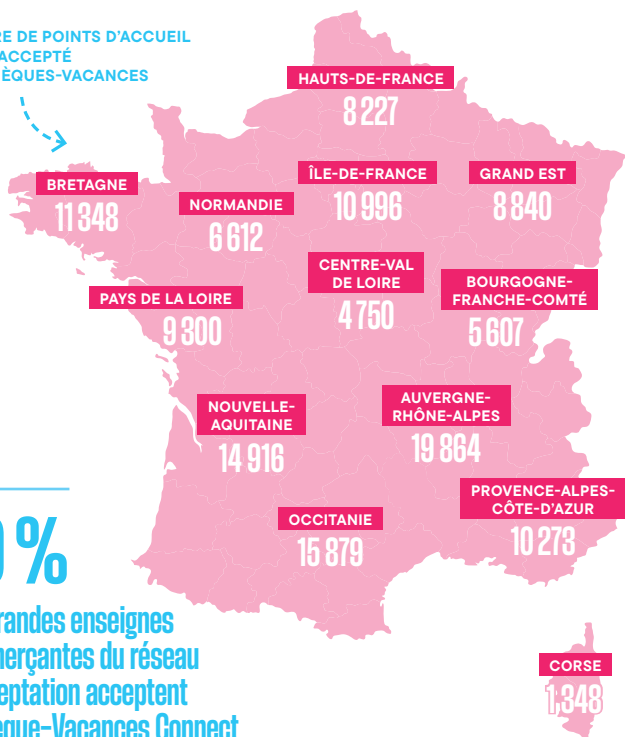 RE DE POINTS D'ACCUEIL
ACCEPTÉ
ÈQUES-VACANCES
HAUTS-DE-FRANCE
8 227
BRETAGNE
11 348
NORMANDIE
6 612
ÎLE-DE-FRANCE
10 996
GRAND EST
8 840
PAYS DE LA LOIRE
9 300
CENTRE-VAL
DE LOIRE
4 750
BOURGOGNE-
FRANCHE-COMTÉ
5 607
NOUVELLE-
AQUITAINE
14 916
AUVERGNE-
RHÔNE-ALPES
19 864
OCCITANIE
15 879
PROVENCE-ALPES-
CÔTE-D'AZUR
10 273
CORSE
1 348
%
randes enseignes
merçantes du réseau
eptation acceptent
èque-Vacances Connect